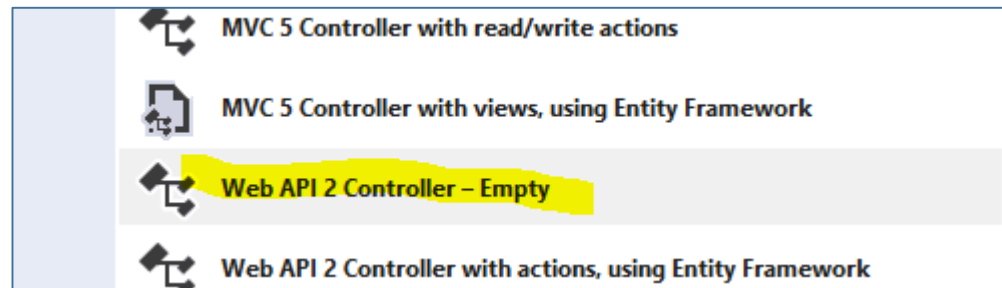 MVC 5 Controller with read/write actions
MVC 5 Controller with views, using Entity Framework
Web API 2 Controller – Empty
Web API 2 Controller with actions, using Entity Framework